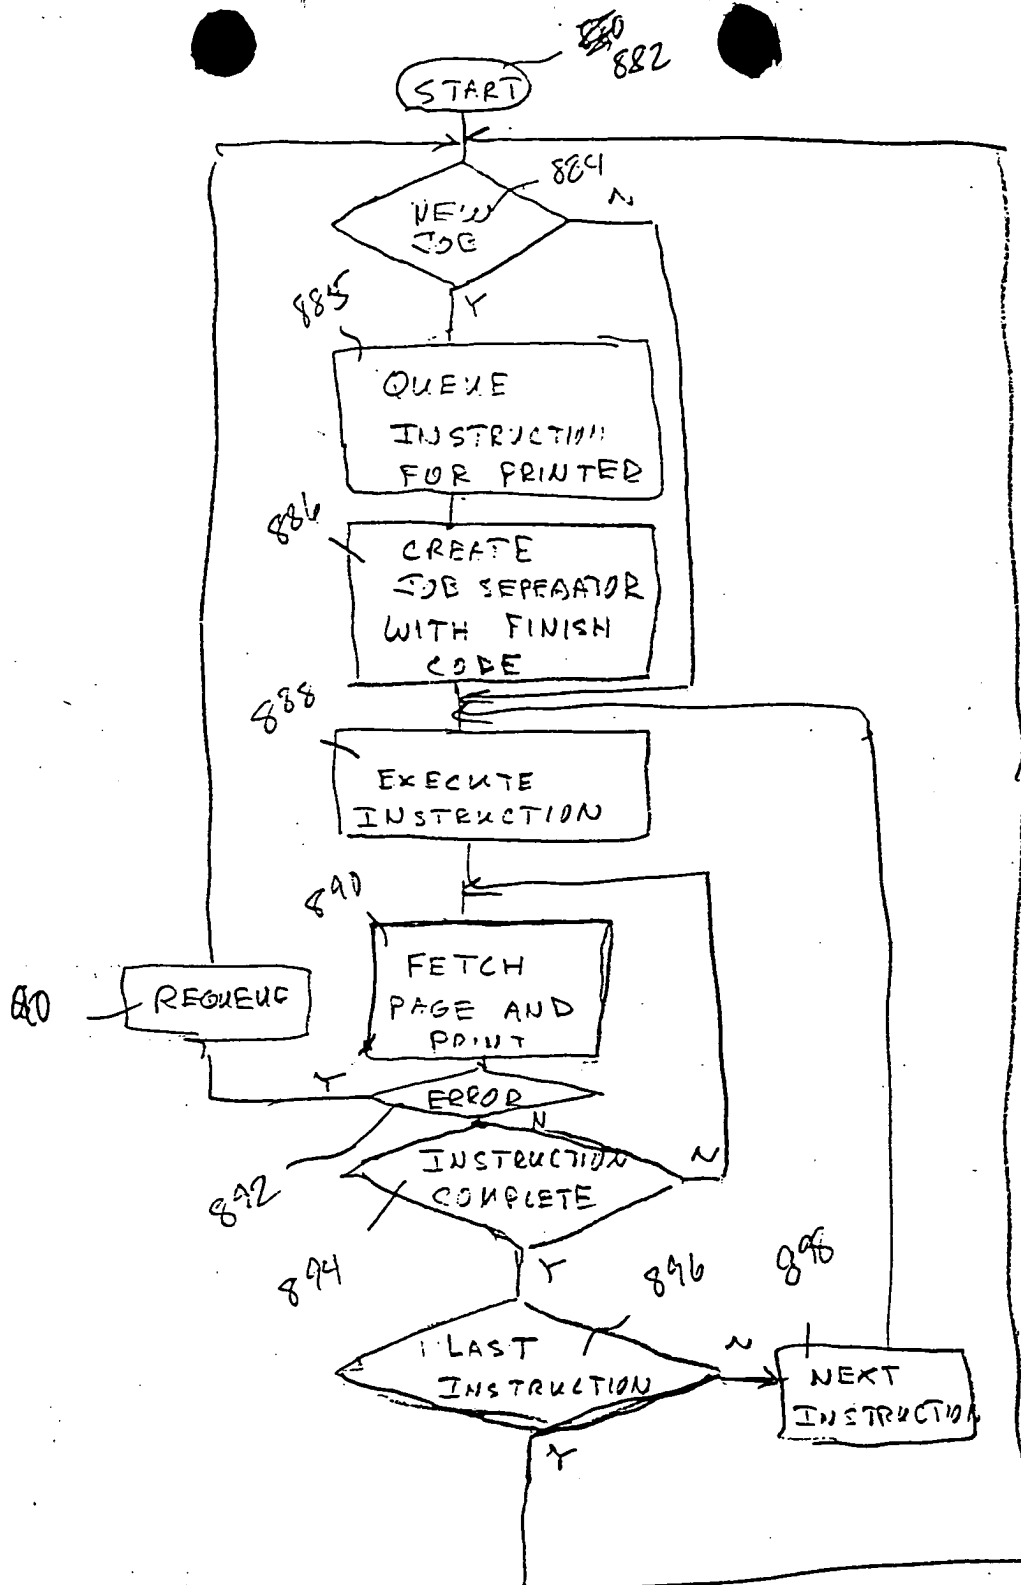 882
START
884
N
NEW
JOB
Y
885
QUEUE
INSTRUCTION
FOR PRINTER
886
CREATE
JOB SEPERATOR
WITH FINISH
CODE
888
EXECUTE
INSTRUCTION
890
FETCH
PAGE AND
PRINT
REQUEUE
Y
ERROR
N
892
INSTRUCTION
COMPLETE
N
894
Y
896
898
LAST
INSTRUCTION
N
NEXT
INSTRUCTION
Y